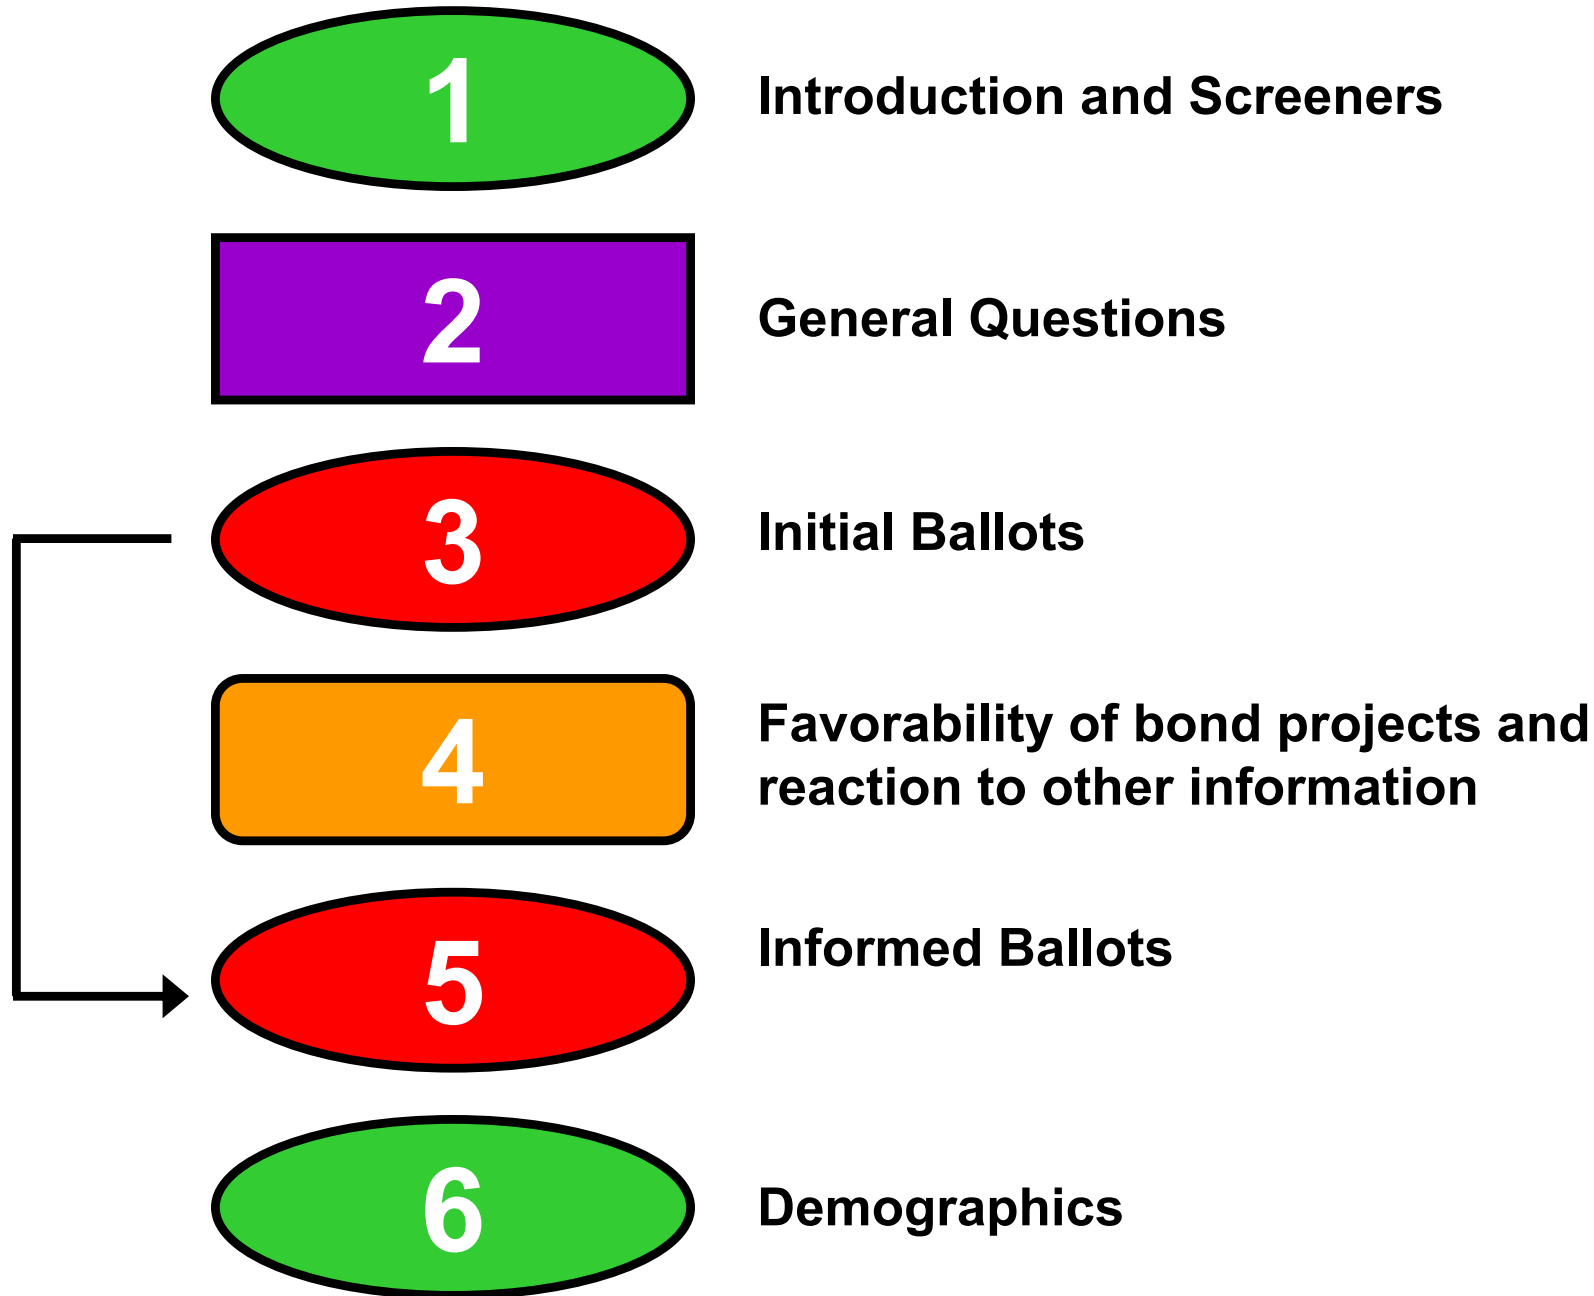 1
Introduction and Screeners
2
General Questions
3
Initial Ballots
4
Favorability of bond projects and
reaction to other information
5
Informed Ballots
6
Demographics